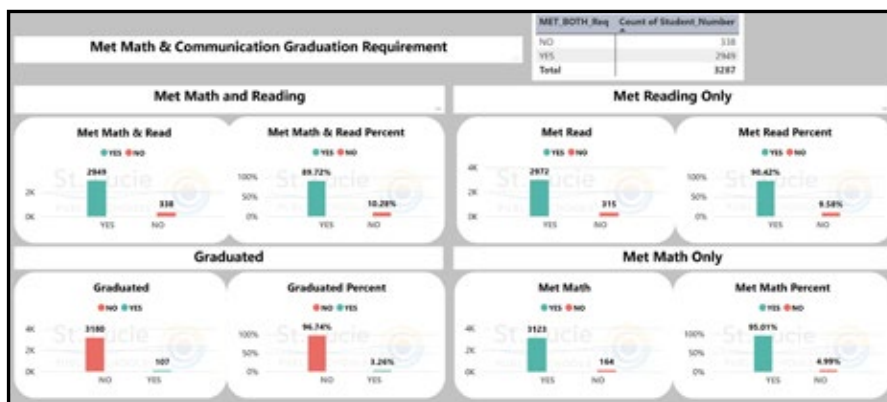 Met Math & Communication Graduation Requirement
MET_BOTH_Req Count of Student_Number
NO 338
YES 2949
Total 3287
Met Math and Reading
Met Math & Read
YES NO
2949
2K
338
0K
YES NO
Met Math & Read Percent
YES NO
89.72%
100%
50%
10.28%
0%
YES NO
Met Reading Only
Met Read
YES NO
4K
2972
2K
315
0K
YES NO
Met Read Percent
YES NO
90.42%
100%
50%
9.58%
0%
YES NO
Graduated
Graduated
NO YES
4K
3180
2K
107
0K
NO YES
Graduated Percent
NO YES
96.74%
100%
50%
3.26%
0%
NO YES
Met Math Only
Met Math
YES NO
4K
3123
2K
164
0K
YES NO
Met Math Percent
YES NO
95.01%
100%
50%
4.99%
0%
YES NO